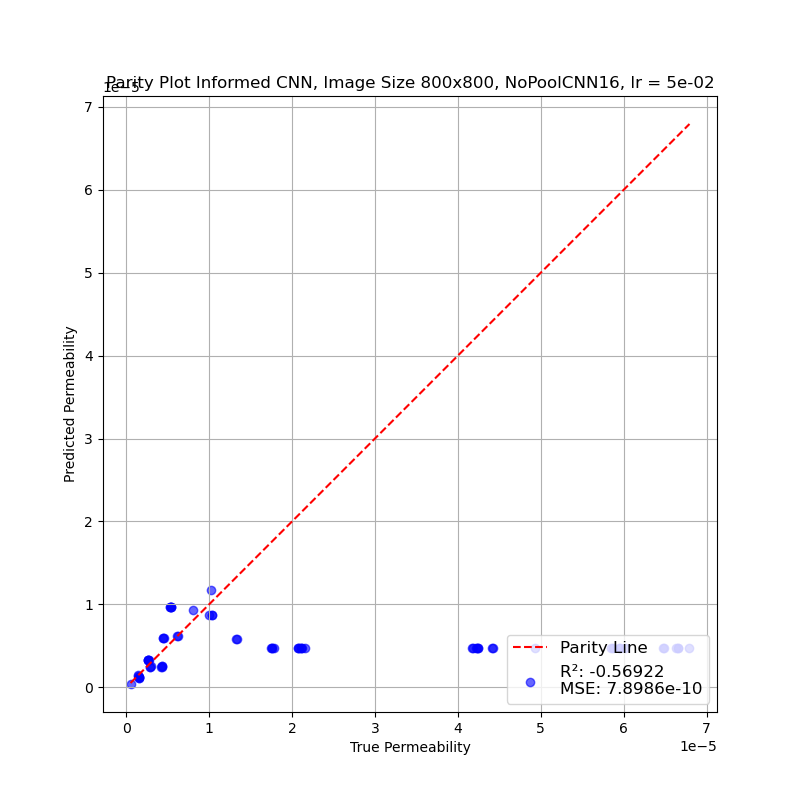 Parity Plot Informed CNN, Image Size 800x800, NoPoolCNN16, lr = 5e-02
1e−5
7
6
5
4
3
2
1
0
Predicted Permeability
Parity Line
R²: -0.56922
MSE: 7.8986e-10
0 1 2 3 4 5 6 7
1e−5
True Permeability